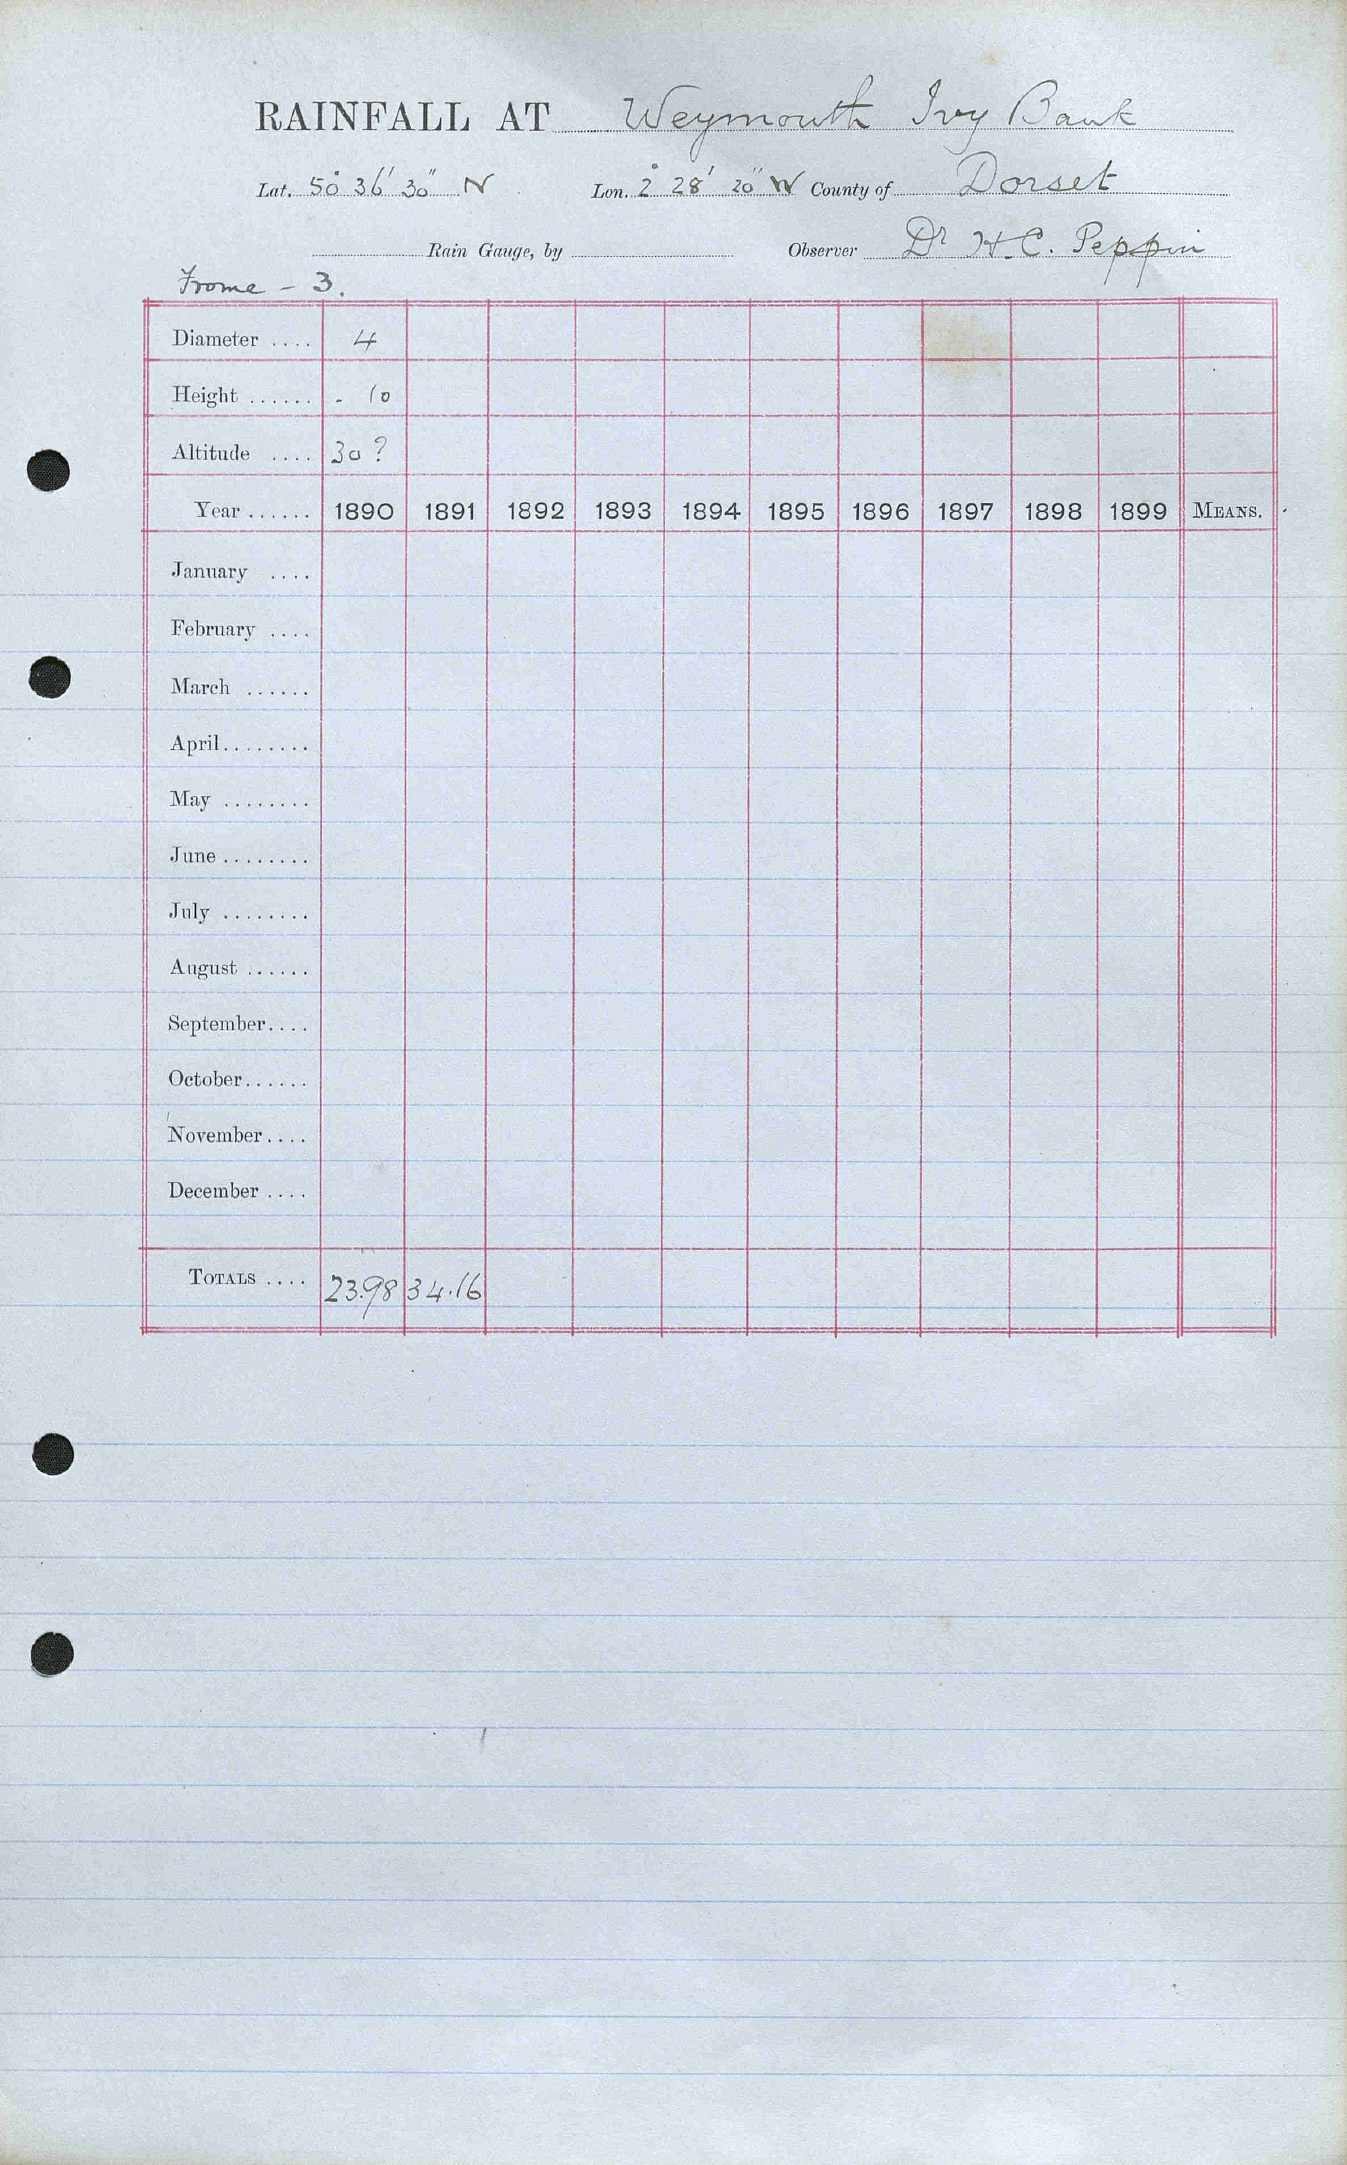 RAINFALL AT Weymouth Ivy Bank
Lat. 50° 36' 30" N Lon. 2° 28' 20" W County of Dorset
Rain Gauge, by Observer Dr H.C. Peppin
Frome - 3.
Diameter .... 4
Height ...... - 10
Altitude .... 30 ?
Year ...... 1890 1891 1892 1893 1894 1895 1896 1897 1898 1899 MEANS.
January ....
February ....
March ......
April ........
May ........
June ........
July ........
August ......
September ....
October ......
November ....
December ....
TOTALS .... 23.98 34.16